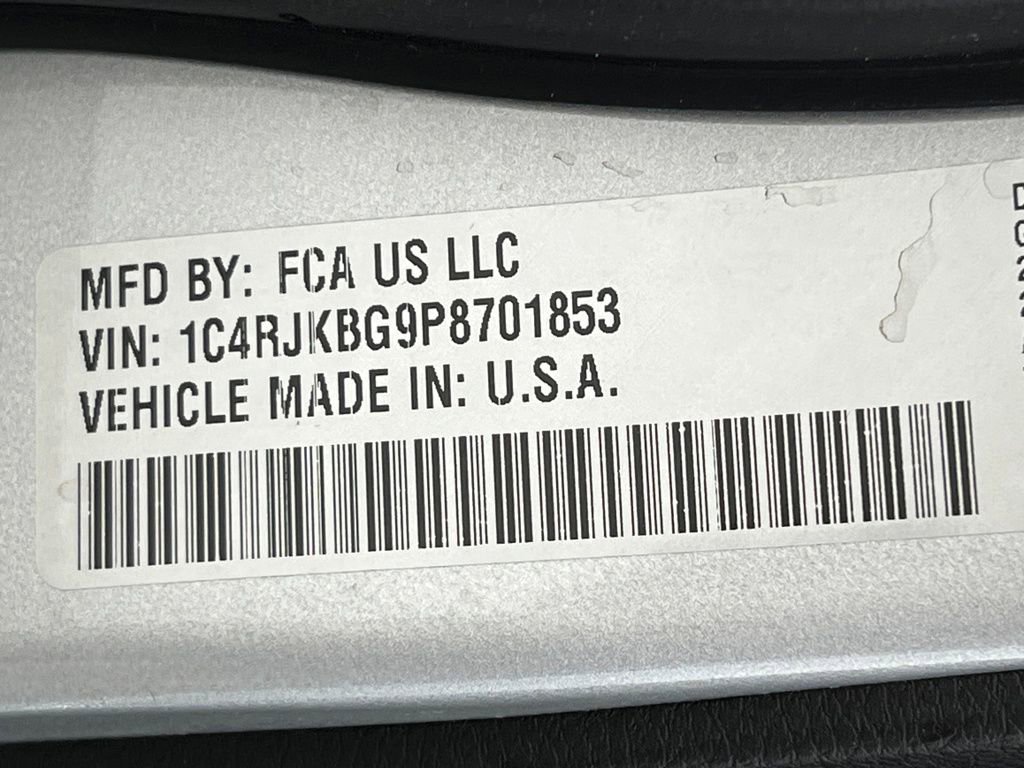 MFD BY: FCA US LLC
VIN: 1C4RJKBG9P8701853
VEHICLE MADE IN: U.S.A.